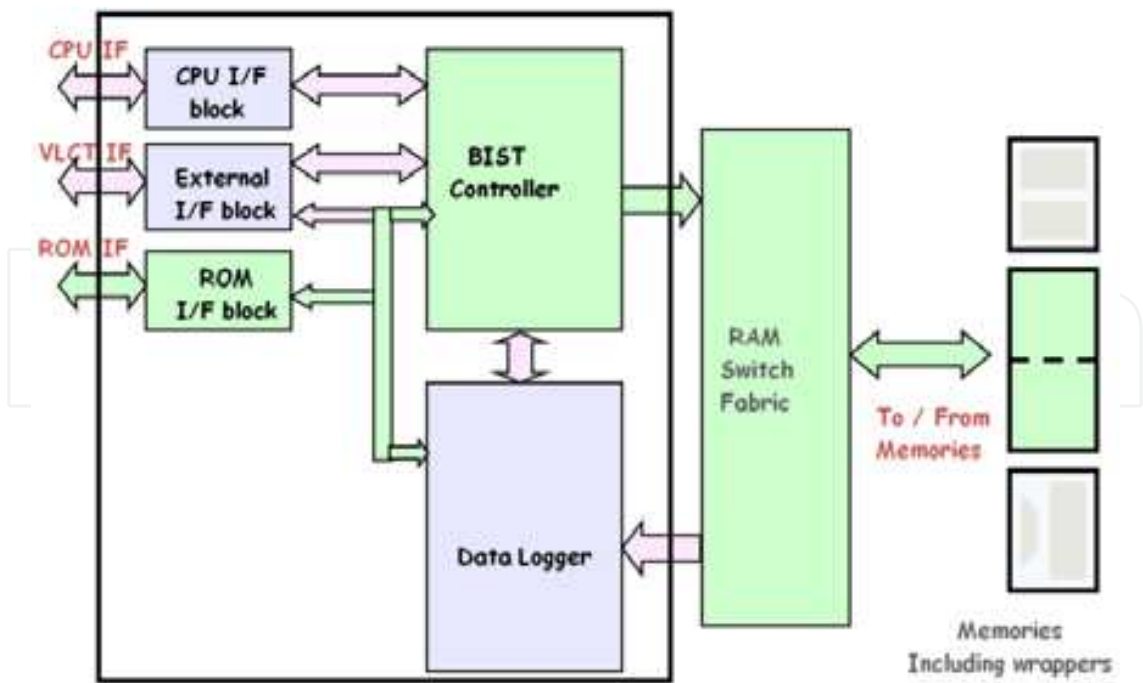 CPU IF
CPU I/F
block
VLCT IF
External
I/F block
ROM IF
ROM
I/F block
BIST
Controller
Data Logger
RAM
Switch
Fabric
To / From
Memories
Memories
Including wrappers